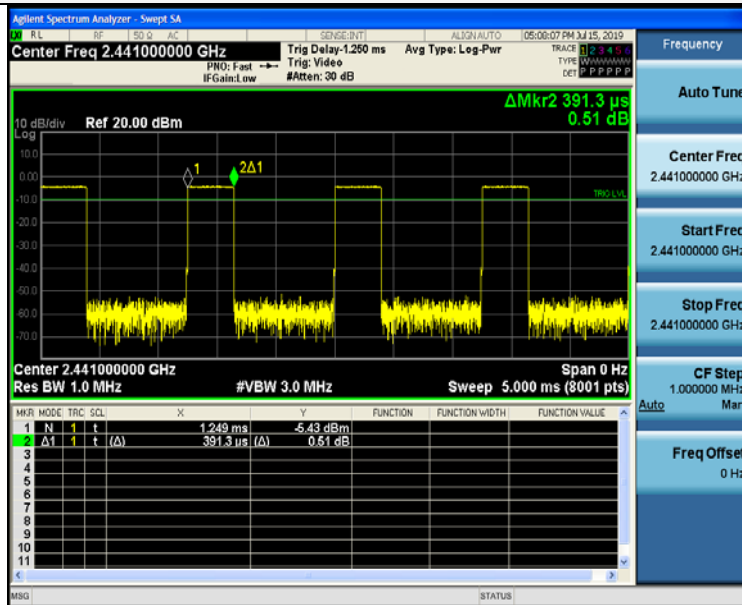 Agilent Spectrum Analyzer - Swept SA
RL RF 50 Ω AC SENSE:INT ALIGNAUTO 05:08:07 PM Jul 15, 2019
Center Freq 2.441000000 GHz Trig Delay-1.250 ms Avg Type: Log-Pwr TRACE 1 2 3 4 5 6
PNO: Fast Trig: Video TYPE WWWWWW
IFGain:Low #Atten: 30 dB DET P P P P P P
ΔMkr2 391.3 µs
0.51 dB
10 dB/div Ref 20.00 dBm
Log
10.0
0.00
-10.0
-20.0
-30.0
-40.0
-50.0
-60.0
-70.0
1
2Δ1
TRIG LVL
Center 2.441000000 GHz Span 0 Hz
Res BW 1.0 MHz #VBW 3.0 MHz Sweep 5.000 ms (8001 pts)
MKR MODE TRC SCL X Y FUNCTION FUNCTION WIDTH FUNCTION VALUE
1 N 1 t 1.249 ms -5.43 dBm
2 Δ1 1 t (Δ) 391.3 us (Δ) 0.51 dB
3
4
5
6
7
8
9
10
11
MSG STATUS
Frequency
Auto Tune
Center Freq
2.441000000 GHz
Start Freq
2.441000000 GHz
Stop Freq
2.441000000 GHz
CF Step
1.000000 MHz
Auto Man
Freq Offset
0 Hz